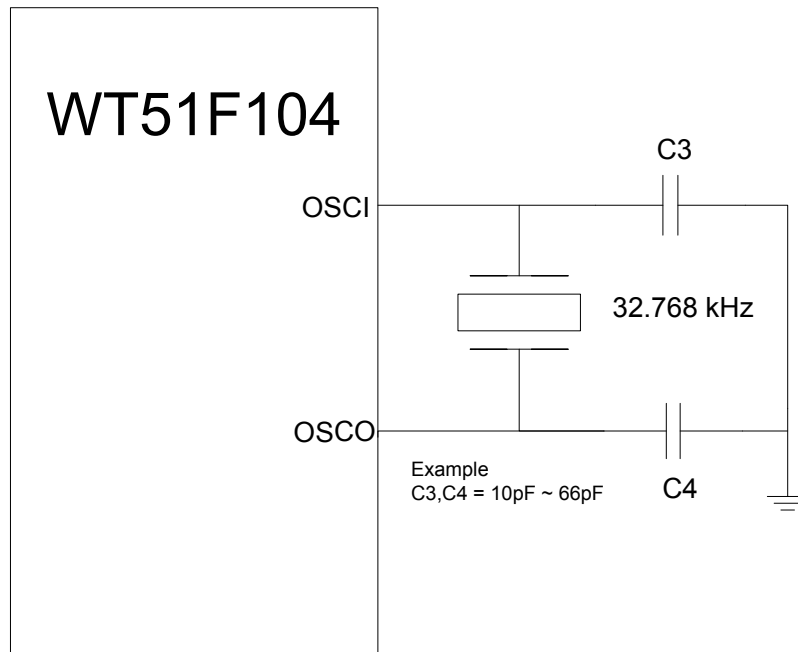 WT51F104
C3
OSCI
32.768 kHz
OSCO
Example
C3,C4 = 10pF ~ 66pF
C4